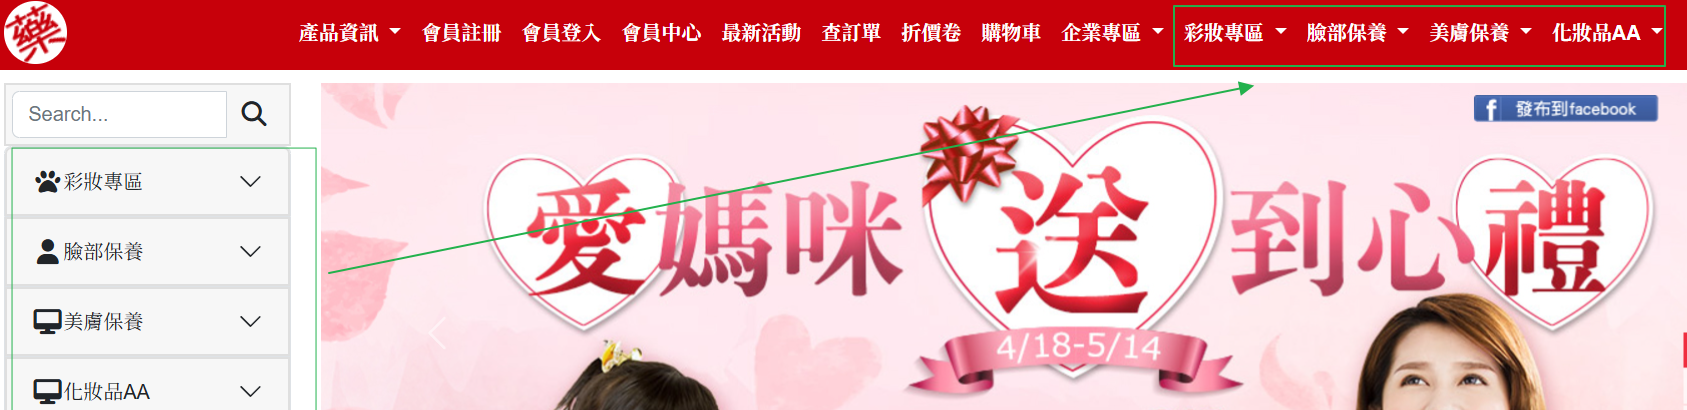 藥
產品資訊 會員註冊 會員登入 會員中心 最新活動 查訂單 折價卷 購物車 企業專區 彩妝專區 臉部保養 美膚保養 化妝品AA
Search...
彩妝專區
臉部保養
美膚保養
化妝品AA
f 發布到facebook
愛媽咪送到心禮
4/18-5/14